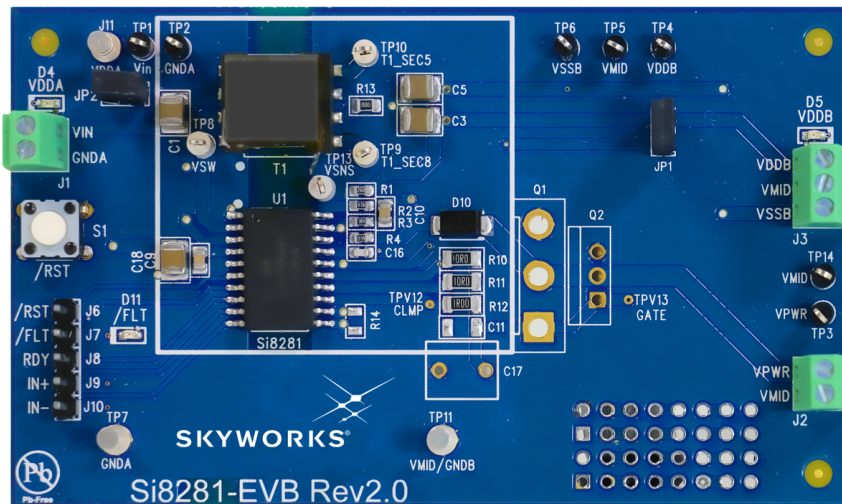 J11
TP1
TP2
VDDA
Vin
GNDA
D4
VDDA
JP2
VIN
GNDA
J1
C1
TP8
VSW
T1
TP10
T1_SEC5
R13
C5
C3
TP9
T1_SEC8
TP13
VSNS
TP6
VSSB
TP5
VMID
TP4
VDDB
JP1
D5
VDDB
VDDB
VMID
VSSB
J3
S1
/RST
U1
Si8281
C18
C9
R1
R2
R3
R4
C16
C10
R14
D10
10R0
R10
10R0
R11
1R00
R12
C11
TPV12
CLMP
Q1
Q2
TPV13
GATE
C17
TP14
VMID
VPWR
TP3
VPWR
VMID
J2
/RST
J6
/FLT
J7
RDY
J8
IN+
J9
IN-
J10
D11
/FLT
TP7
GNDA
SKYWORKS®
TP11
VMID/GNDB
Pb
Pb-Free
Si8281-EVB Rev2.0